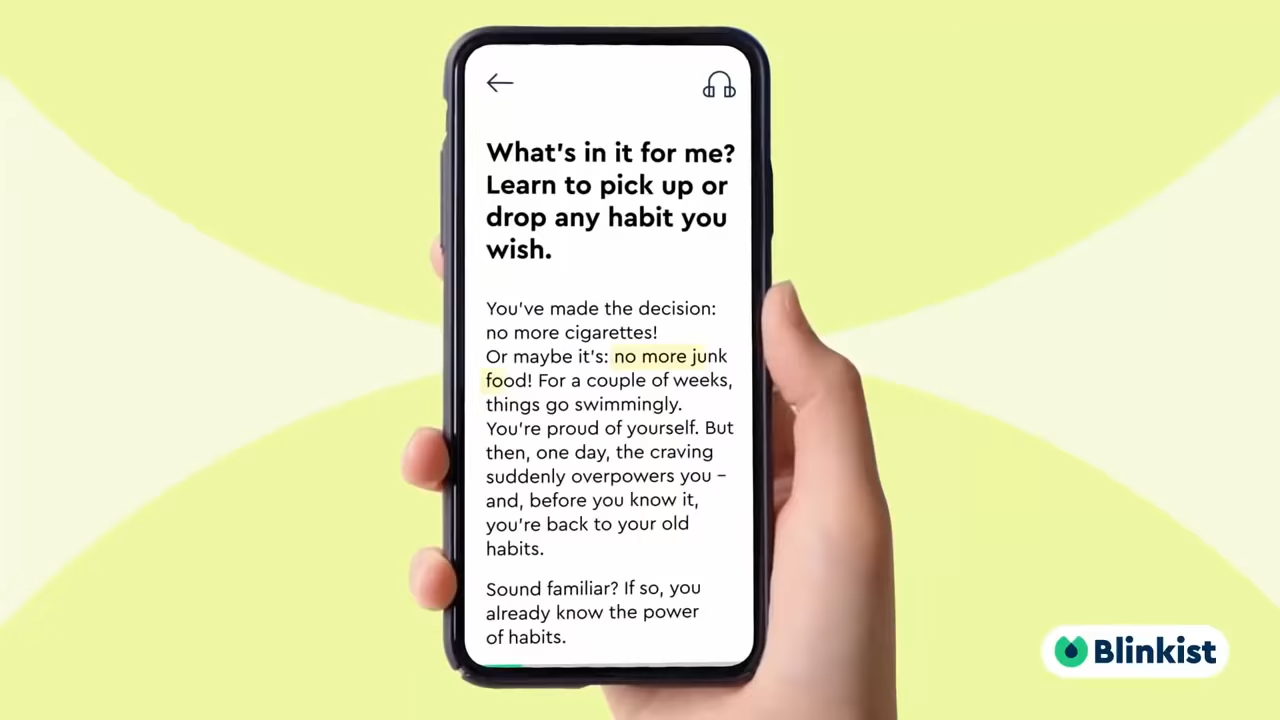 What's in it for me?
Learn to pick up or
drop any habit you
wish.
You've made the decision:
no more cigarettes!
Or maybe it's: no more junk
food! For a couple of weeks,
things go swimmingly.
You're proud of yourself. But
then, one day, the craving
suddenly overpowers you –
and, before you know it,
you're back to your old
habits.
Sound familiar? If so, you
already know the power
of habits.
Blinkist